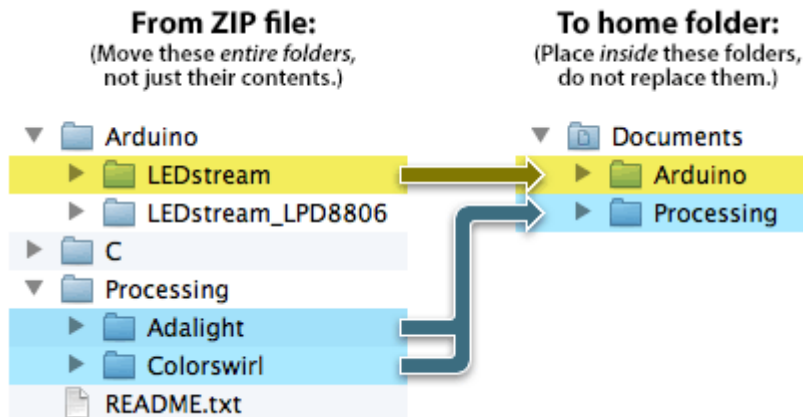 From ZIP file:
(Move these entire folders,
not just their contents.)
Arduino
LEDstream
LEDstream_LPD8806
C
Processing
Adalight
Colorswirl
README.txt
To home folder:
(Place inside these folders,
do not replace them.)
Documents
Arduino
Processing